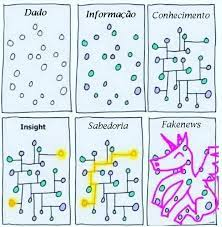 Dado
Informação
Conhecimento
Insight
Sabedoria
Fakenews